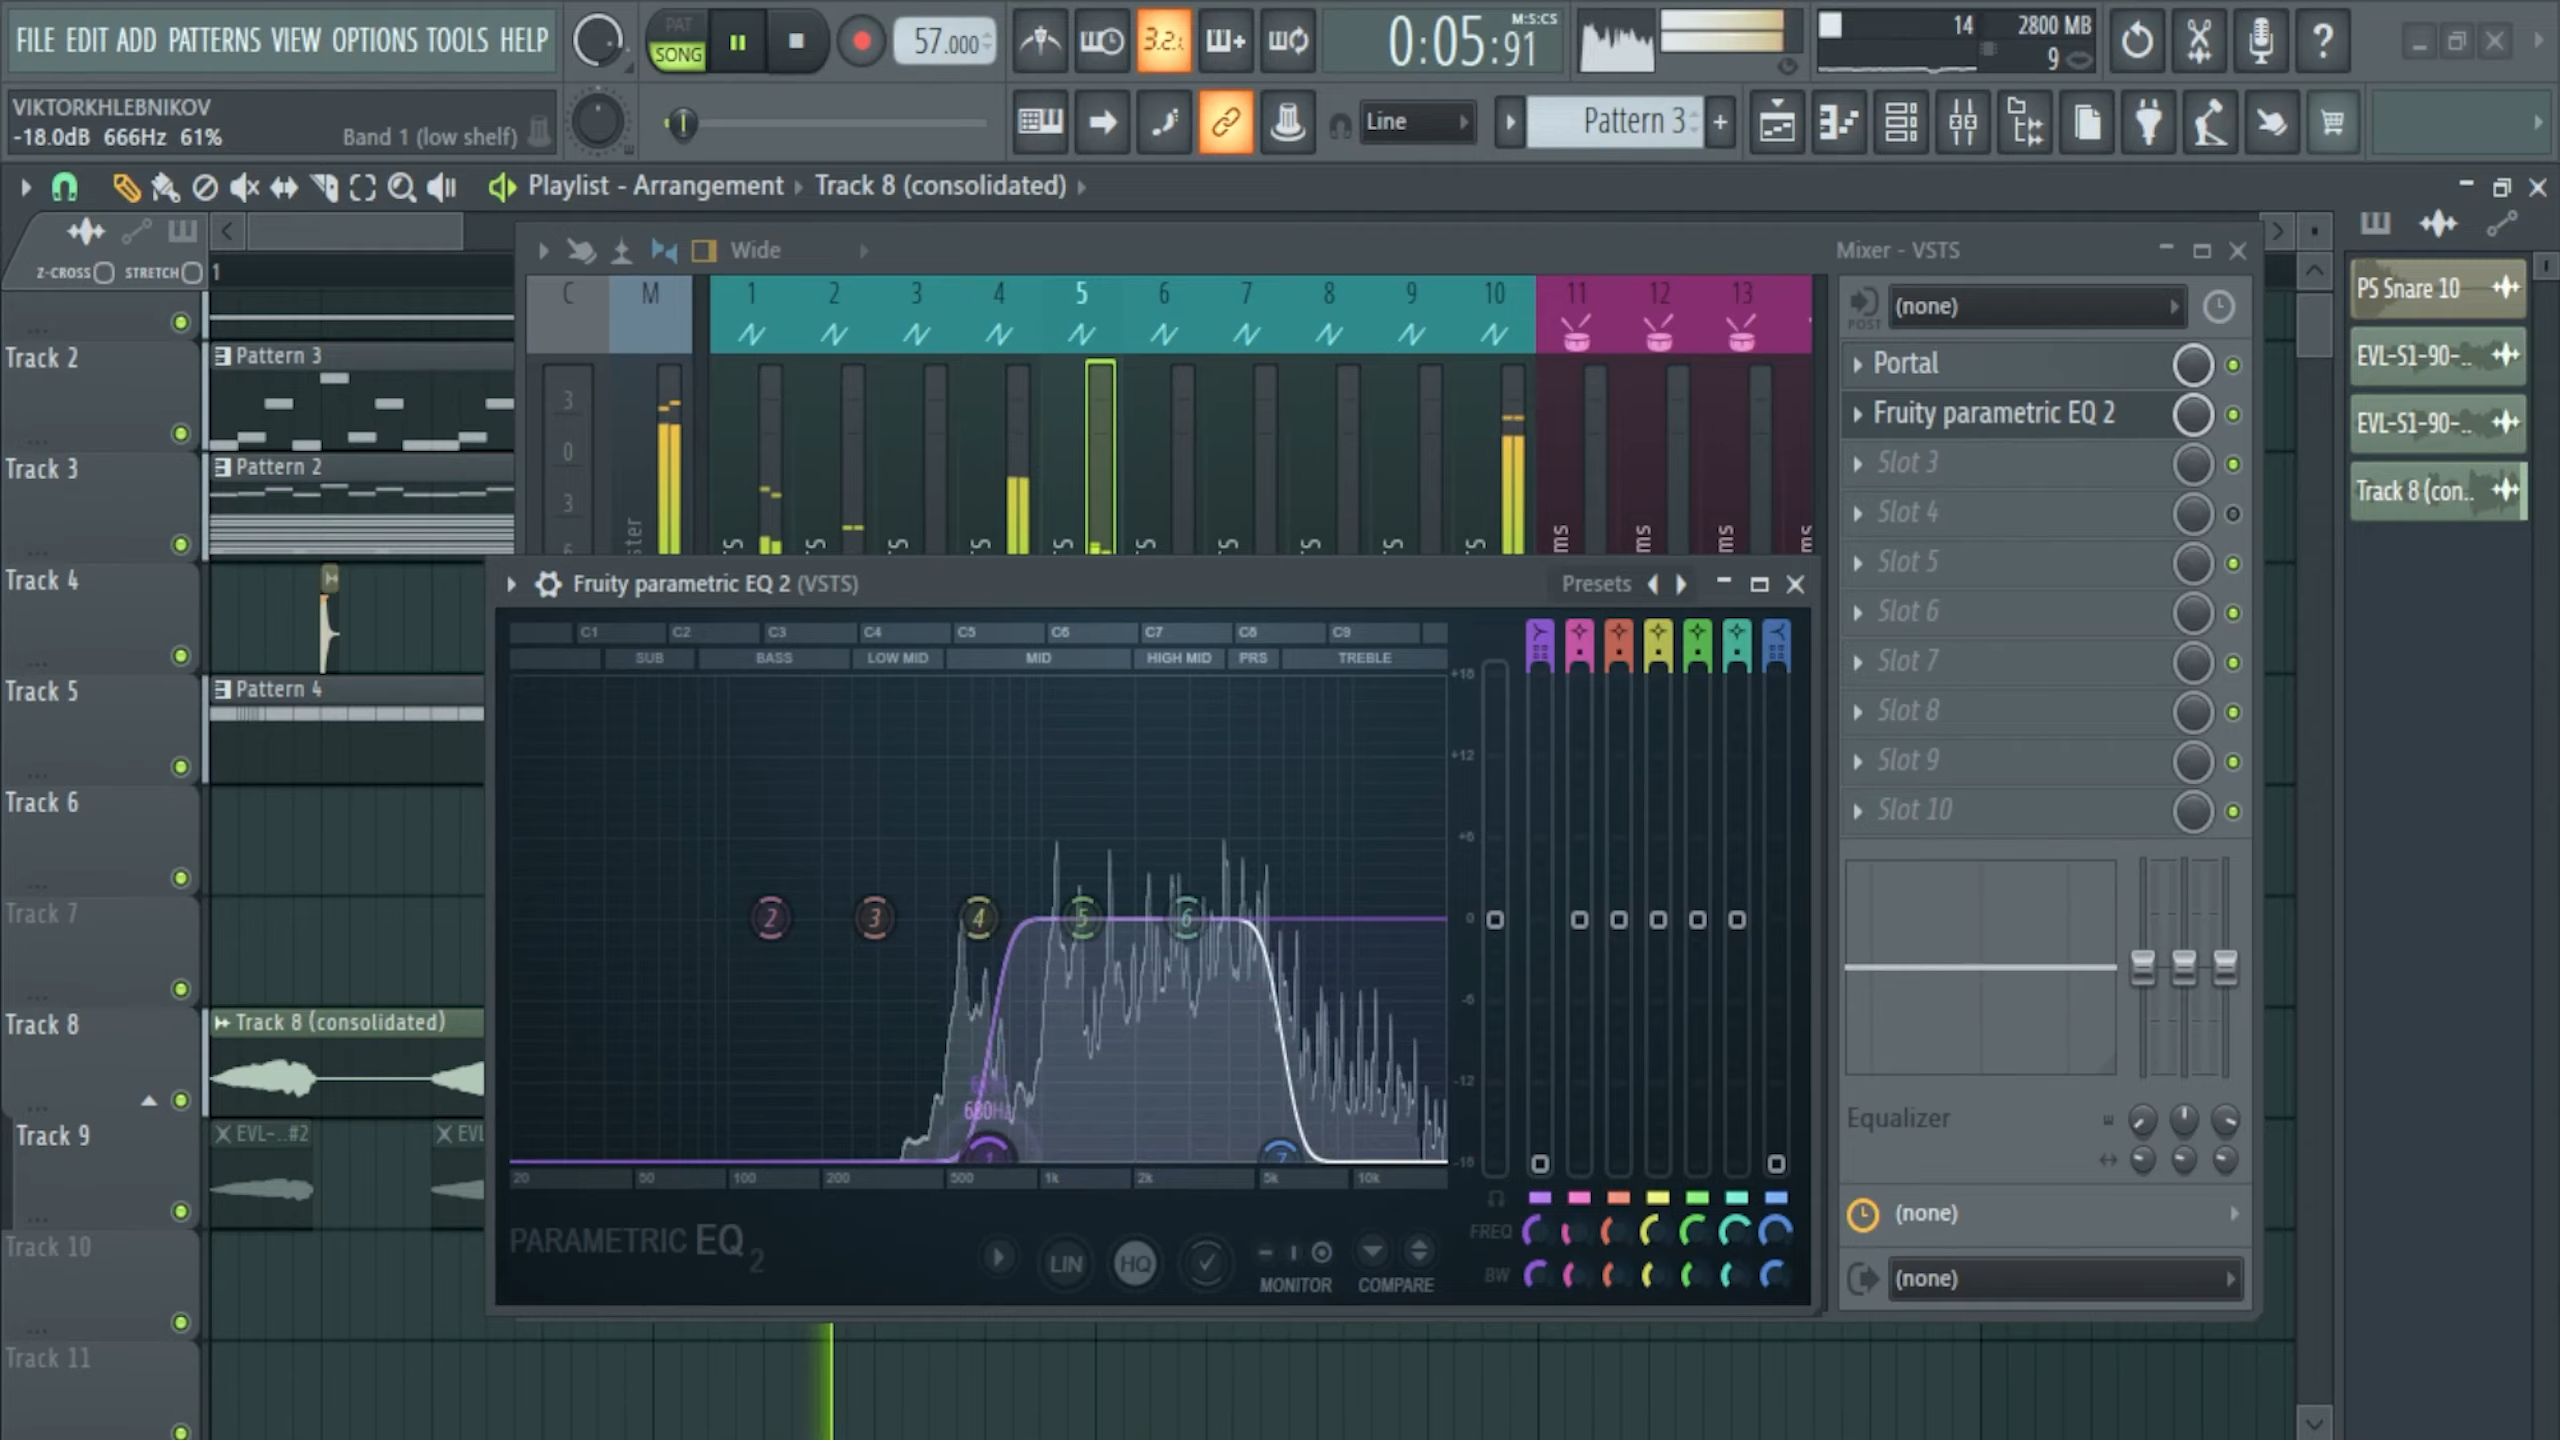 FILE EDIT ADD PATTERNS VIEW OPTIONS TOOLS HELP
PAT
SONG
57.000
3.2.
0:05:91
M:S:CS
14
2800 MB
9
VIKTORKHLEBNIKOV
-18.0dB 666Hz 61%
Band 1 (low shelf)
Line
Pattern 3
Playlist - Arrangement
Track 8 (consolidated)
Z-CROSS
STRETCH
1
Wide
Mixer - VSTS
C
M
1
2
3
4
5
6
7
8
9
10
11
12
13
3
0
3
(none)
POST
Portal
Fruity parametric EQ 2
Slot 3
Slot 4
Slot 5
Slot 6
Slot 7
Slot 8
Slot 9
Slot 10
Equalizer
(none)
(none)
PS Snare 10
EVL-S1-90-..
EVL-S1-90-..
Track 8 (con..
Track 2
Pattern 3
Track 3
Pattern 2
Track 4
Track 5
Pattern 4
Track 6
Track 7
Track 8
Track 8 (consolidated)
Track 9
EVL-..#2
EVL
Track 10
Track 11
Fruity parametric EQ 2 (VSTS)
Presets
C1
C2
C3
C4
C5
C6
C7
C8
C9
SUB
BASS
LOW MID
MID
HIGH MID
PRS
TREBLE
+18
+12
+6
0
-6
-12
-18
2
3
4
5
6
680Hz
1
7
20
50
100
200
500
1k
2k
5k
10k
PARAMETRIC EQ 2
LIN
HQ
MONITOR
COMPARE
FREQ
BW